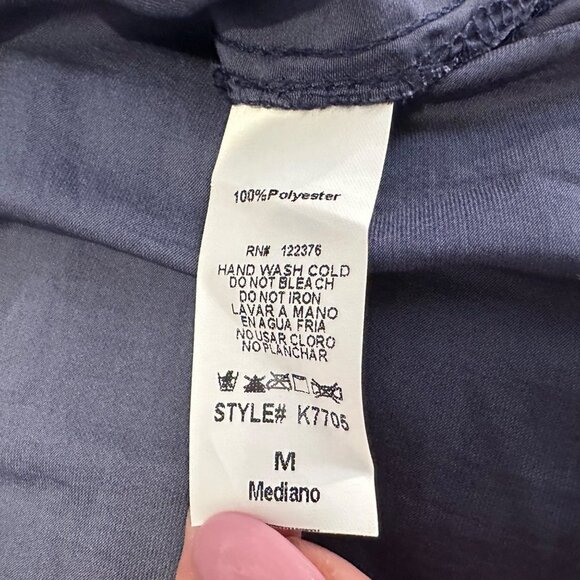 100%Polyester
RN# 122376
HAND WASH COLD
DO NOT BLEACH
DO NOT IRON
LAVAR A MANO
EN AGUA FRIA
NO USAR CLORO
NO PLANCHAR
STYLE# K7705
M
Mediano